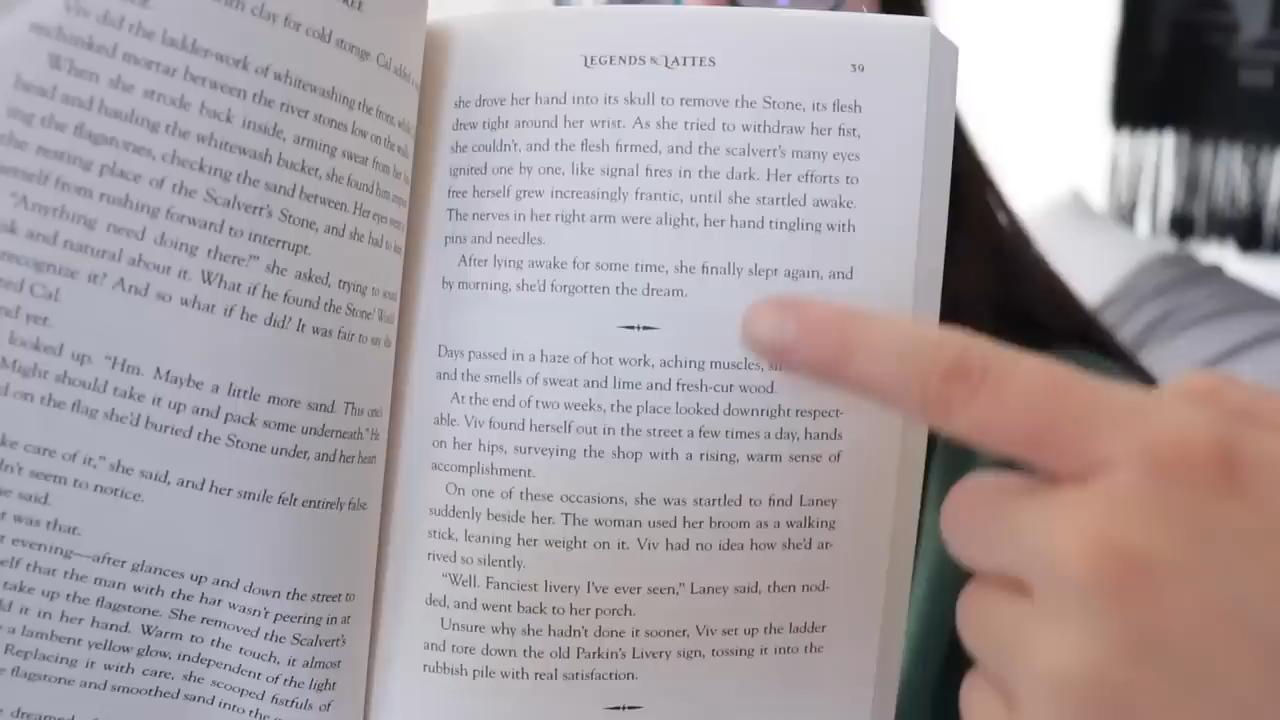 with clay for cold storage. Cal added
Viv did the ladder-work of whitewashing the front, while
rechinked mortar between the river stones low on the walls.
When she strode back inside, arming sweat from her
head and hauling the whitewash bucket, she found him
ing the flagstones, checking the sand between. Her eyes went
the resting place of the Scalvert's Stone, and she had to
erself from rushing forward to interrupt.
"Anything need doing there?" she asked, trying to sound
and natural about it. What if he found the Stone? Would
recognize it? And so what if he did? It was fair to say
Cal.
yet.
looked up. "Hm. Maybe a little more sand. This one's
Might should take it up and pack some underneath." He
on the flag she'd buried the Stone under, and her heart
ke care of it," she said, and her smile felt entirely false.
dn't seem to notice.
he said.
was that.
evening—after glances up and down the street to
elf that the man with the hat wasn't peering in at
take up the flagstone. She removed the Scalvert's
ld it in her hand. Warm to the touch, it almost
a lambent yellow glow, independent of the light
Replacing it with care, she scooped fistfuls of
flagstone and smoothed sand into the
dreamed
LEGENDS & LATTES
39
she drove her hand into its skull to remove the Stone, its flesh
drew tight around her wrist. As she tried to withdraw her fist,
she couldn't, and the flesh firmed, and the scalvert's many eyes
ignited one by one, like signal fires in the dark. Her efforts to
free herself grew increasingly frantic, until she startled awake.
The nerves in her right arm were alight, her hand tingling with
pins and needles.
After lying awake for some time, she finally slept again, and
by morning, she'd forgotten the dream.
Days passed in a haze of hot work, aching muscles,
and the smells of sweat and lime and fresh-cut wood.
At the end of two weeks, the place looked downright respect-
able. Viv found herself out in the street a few times a day, hands
on her hips, surveying the shop with a rising, warm sense of
accomplishment.
On one of these occasions, she was startled to find Laney
suddenly beside her. The woman used her broom as a walking
stick, leaning her weight on it. Viv had no idea how she'd ar-
rived so silently.
"Well. Fanciest livery I've ever seen," Laney said, then nod-
ded, and went back to her porch.
Unsure why she hadn't done it sooner, Viv set up the ladder
and tore down the old Parkin's Livery sign, tossing it into the
rubbish pile with real satisfaction.